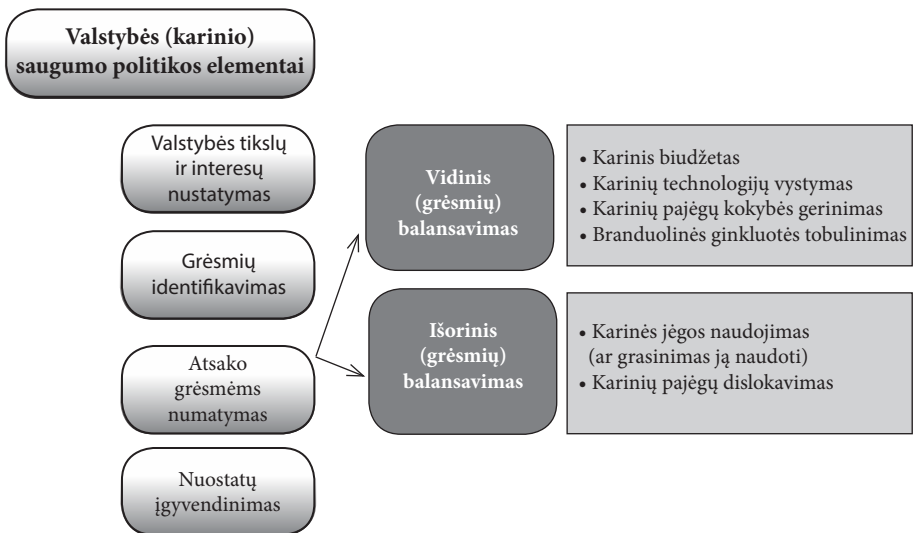 Valstybės (karinio)
saugumo politikos elementai
Valstybės tikslų
ir interesų
nustatymas
Grėsmių
identifikavimas
Atsako
grėsmėms
numatymas
Nuostatų
įgyvendinimas
Vidinis
(grėsmių)
balansavimas
• Karinis biudžetas
• Karinių technologijų vystymas
• Karinių pajėgų kokybės gerinimas
• Branduolinės ginkluotės tobulinimas
Išorinis
(grėsmių)
balansavimas
• Karinės jėgos naudojimas
(ar grasinimas ją naudoti)
• Karinių pajėgų dislokavimas